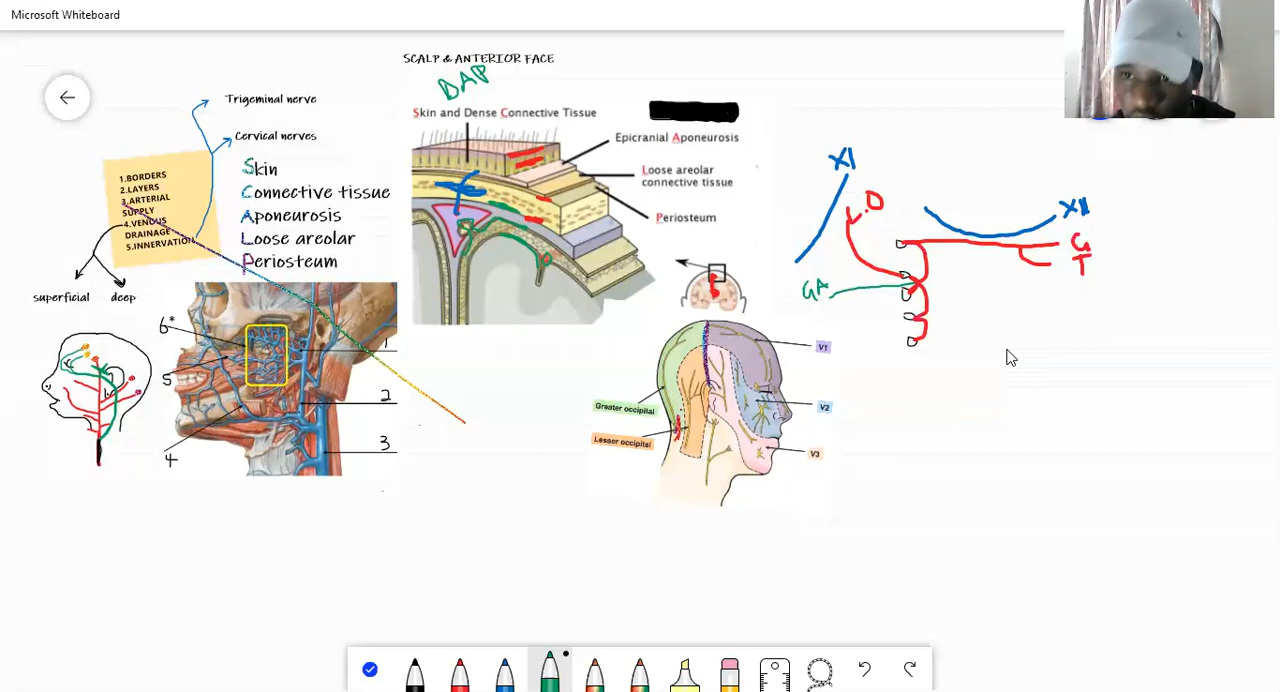 Microsoft Whiteboard
SCALP & ANTERIOR FACE
DAP
Trigeminal nerve
Cervical nerves
1.BORDERS
2.LAYERS
3.ARTERIAL
SUPPLY
4.VENOUS
DRAINAGE
5.INNERVATION
superficial
deep
Skin
Connective tissue
Aponeurosis
Loose areolar
Periosteum
Skin and Dense Connective Tissue
Epicranial Aponeurosis
Loose areolar
connective tissue
Periosteum
6*
5
4
1
2
3
Greater occipital
Lesser occipital
V1
V2
V3
XI
O
XII
G
T
GA